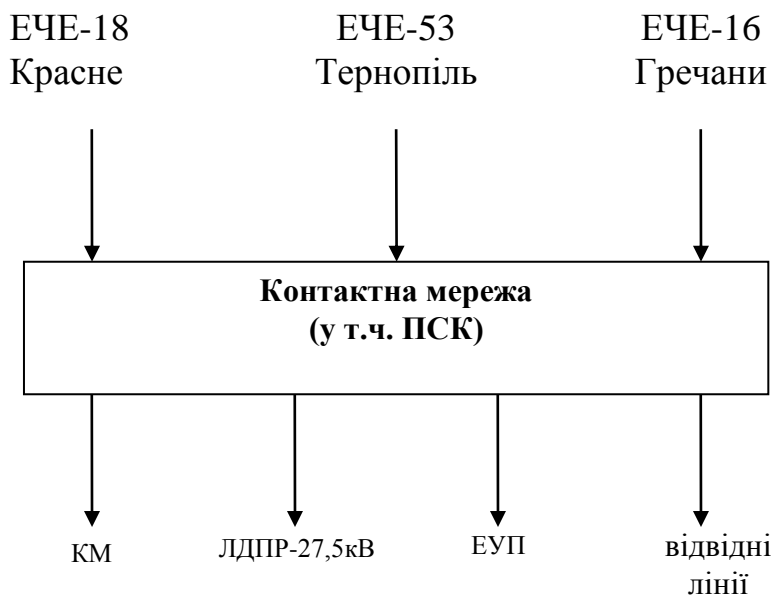 ЕЧЕ-18 ЕЧЕ-53 ЕЧЕ-16
Красне Тернопіль Гречани
Контактна мережа
(у т.ч. ПСК)
КМ ЛДПР-27,5кВ ЕУП відвідні
лінії